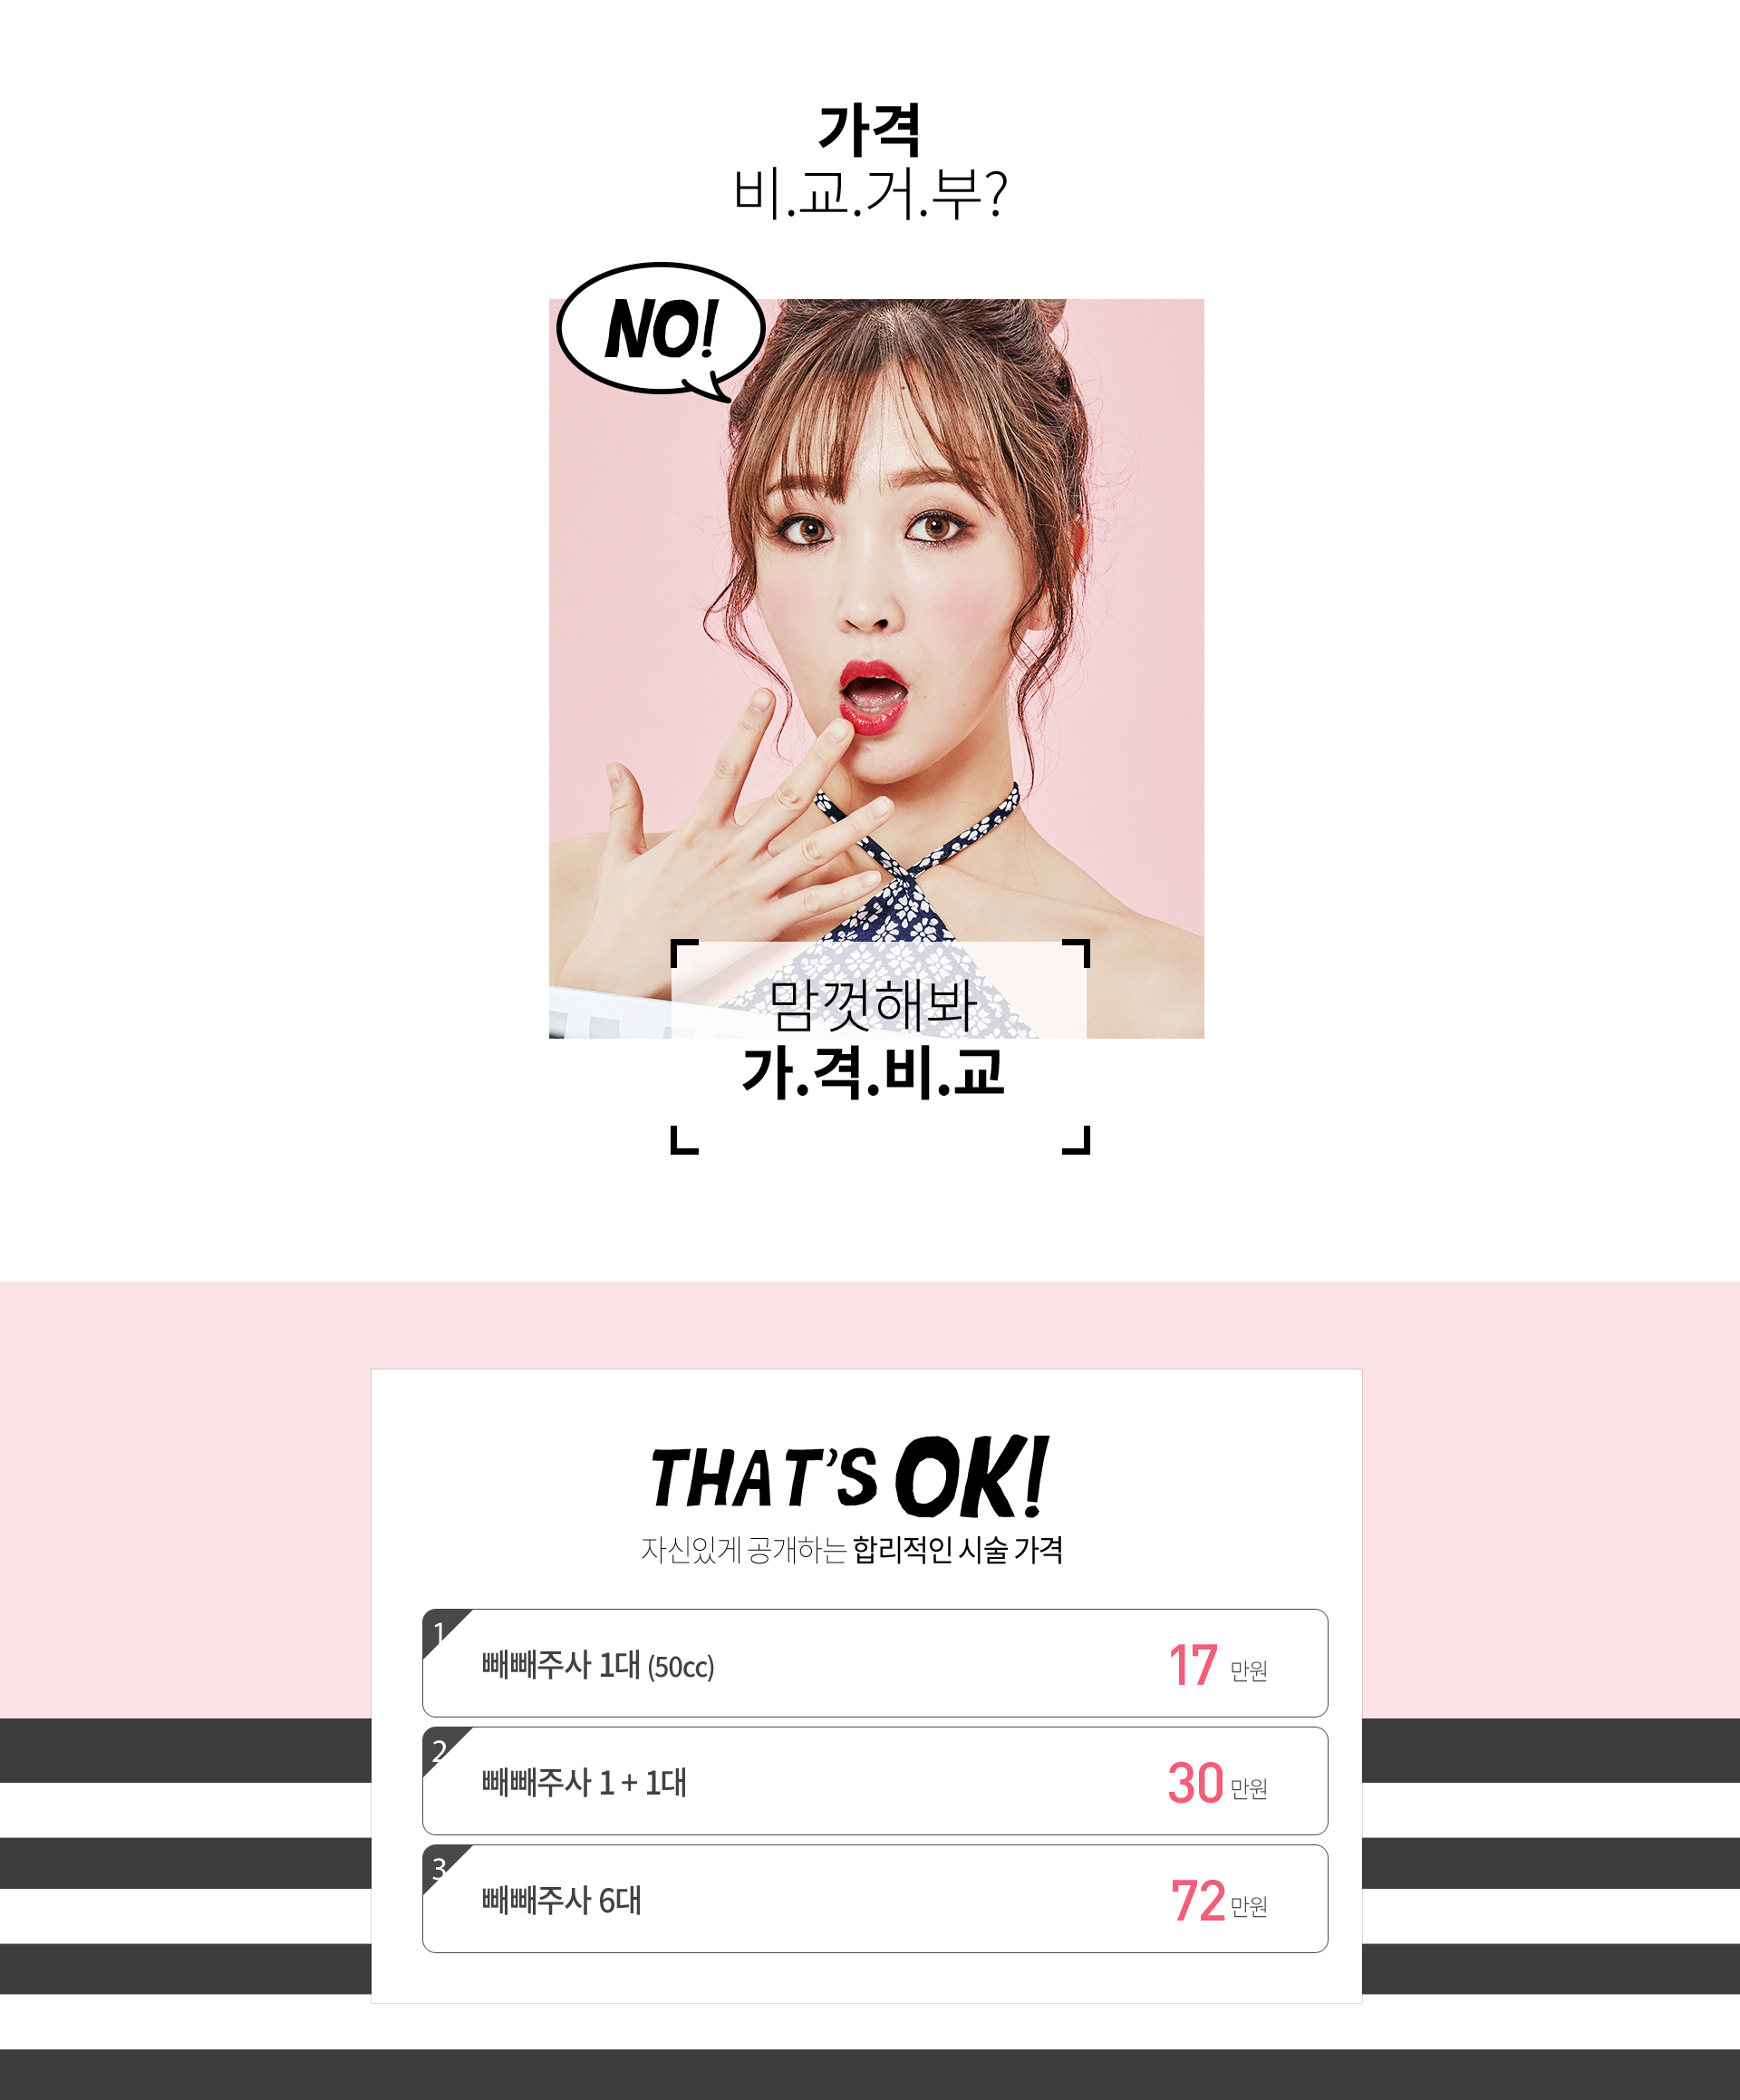 가격
비.교.거.부?
NO!
맘껏해봐
가.격.비.교
THAT'S OK!
자신있게 공개하는 합리적인 시술 가격
1
빼빼주사 1대 (50cc)
17 만원
2
빼빼주사 1 + 1대
30 만원
3
빼빼주사 6대
72 만원